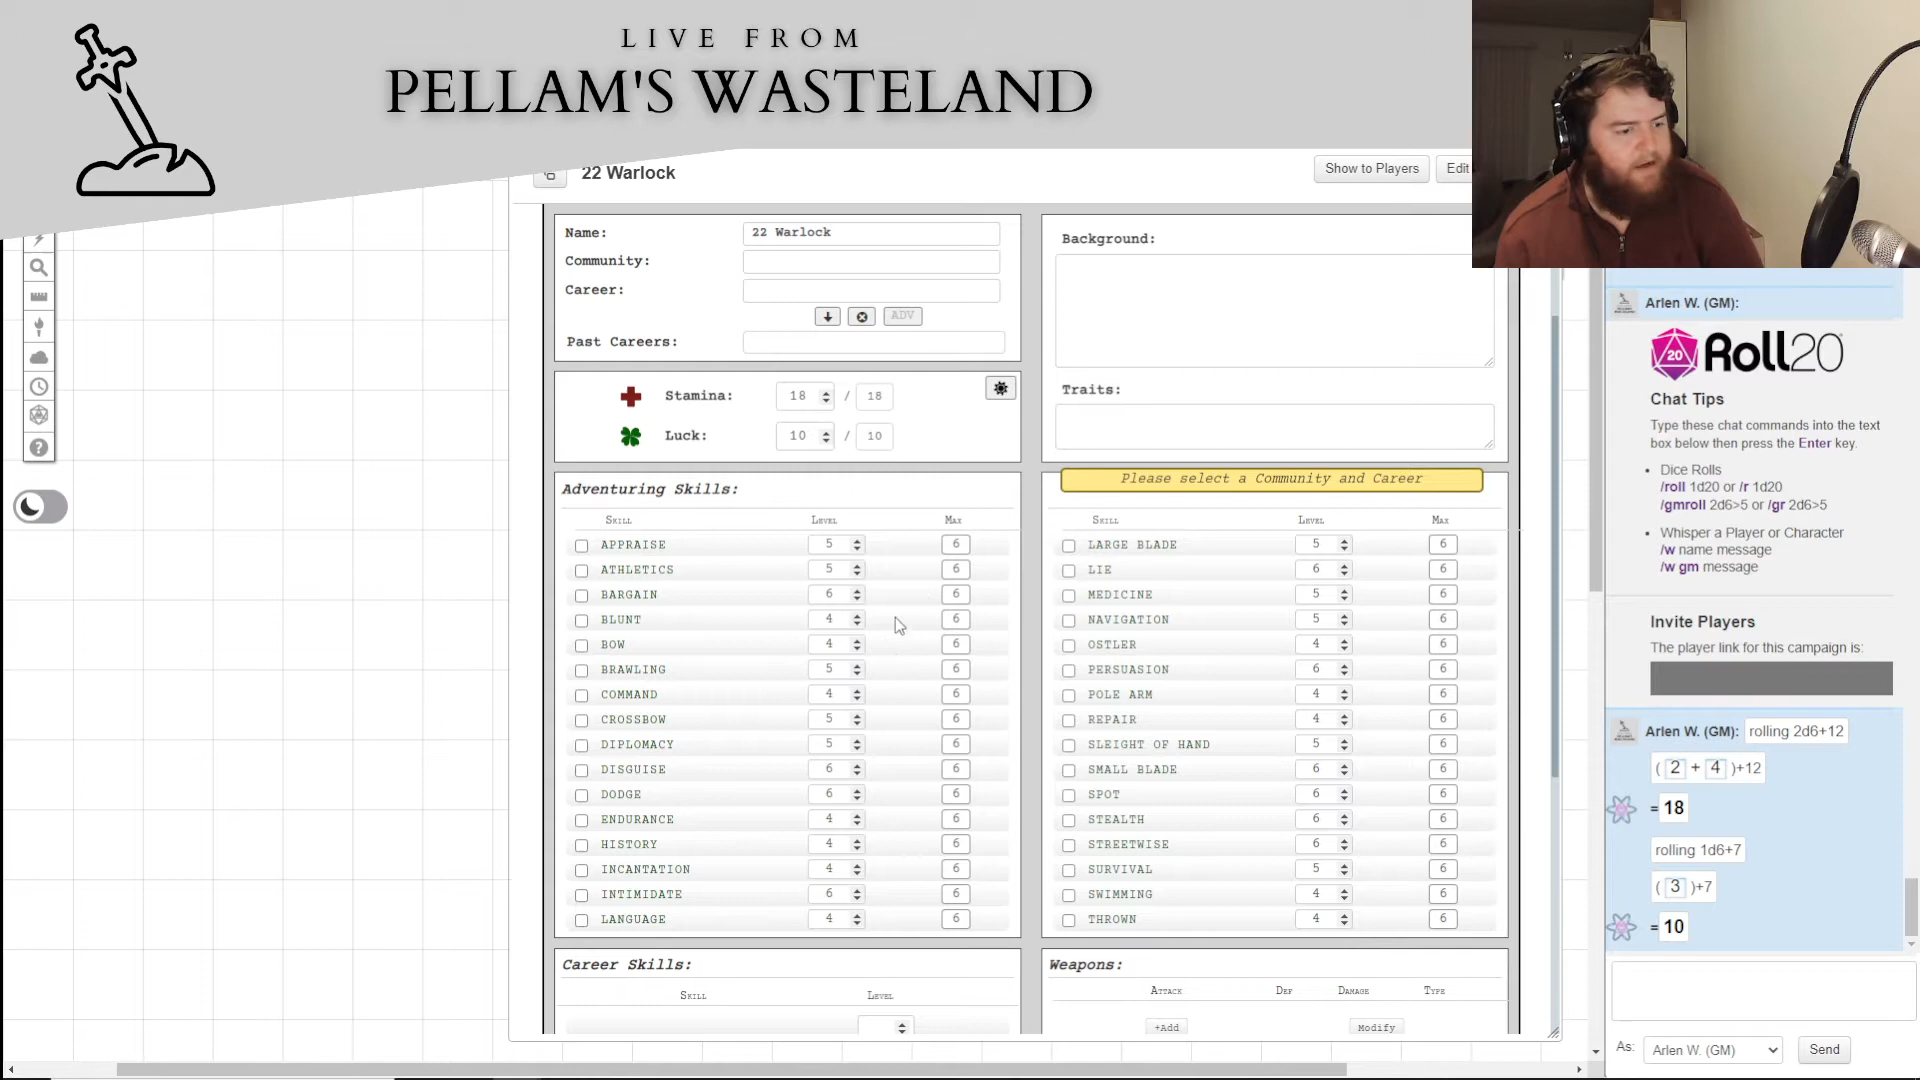 LIVE FROM
PELLAM'S WASTELAND
22 Warlock
Show to Players
Edit
Name: 22 Warlock
Community:
Career:
ADV
Past Careers:
Stamina: 18 / 18
Luck: 10 / 10
Background:
Traits:
Please select a Community and Career
Adventuring Skills:
Skill Level Max
APPRAISE 5 6
ATHLETICS 5 6
BARGAIN 6 6
BLUNT 4 6
BOW 4 6
BRAWLING 5 6
COMMAND 4 6
CROSSBOW 5 6
DIPLOMACY 5 6
DISGUISE 6 6
DODGE 6 6
ENDURANCE 4 6
HISTORY 4 6
INCANTATION 4 6
INTIMIDATE 6 6
LANGUAGE 4 6
Skill Level Max
LARGE BLADE 5 6
LIE 6 6
MEDICINE 5 6
NAVIGATION 5 6
OSTLER 4 6
PERSUASION 6 6
POLE ARM 4 6
REPAIR 4 6
SLEIGHT OF HAND 5 6
SMALL BLADE 6 6
SPOT 6 6
STEALTH 6 6
STREETWISE 6 6
SURVIVAL 5 6
SWIMMING 4 6
THROWN 4 6
Career Skills:
Skill Level
Weapons:
Attack Def Damage Type
+Add Modify
Arlen W. (GM):
20 Roll20
Chat Tips
Type these chat commands into the text
box below then press the Enter key.
Dice Rolls
/roll 1d20 or /r 1d20
/gmroll 2d6>5 or /gr 2d6>5
Whisper a Player or Character
/w name message
/w gm message
Invite Players
The player link for this campaign is:
Arlen W. (GM): rolling 2d6+12
( 2 + 4 )+12
= 18
rolling 1d6+7
( 3 )+7
= 10
As: Arlen W. (GM) Send